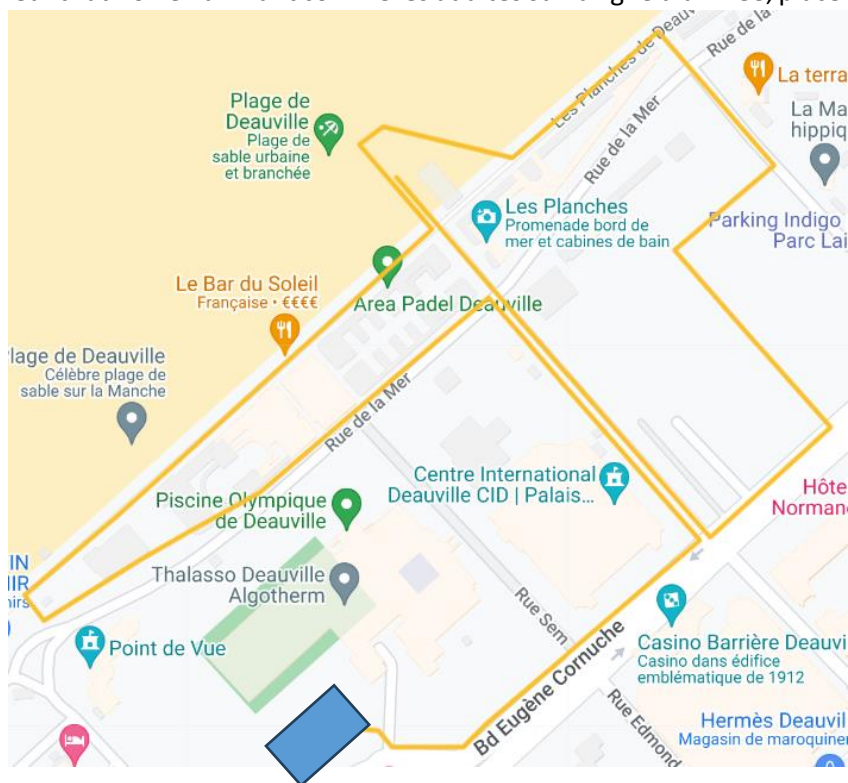 Les Planches de Deauville
Rue de la
Plage de
Deauville
Plage de
sable urbaine
et branchée
La terra
La Ma
hippiq
Rue de la Mer
Les Planches
Promenade bord de
mer et cabines de bain
Parking Indigo
Parc Lai
Le Bar du Soleil
Française • €€€€
Area Padel Deauville
lage de Deauville
Célèbre plage de
sable sur la Manche
Rue de la Mer
Centre International
Deauville CID | Palais...
Hôte
Norman
Piscine Olympique
de Deauville
Thalasso Deauville
Algotherm
Rue Sem
Point de Vue
Bd Eugène Cornuche
Casino Barrière Deauvi
Casino dans édifice
emblématique de 1912
Rue Edmond
Hermès Deauvil
Magasin de maroquiner